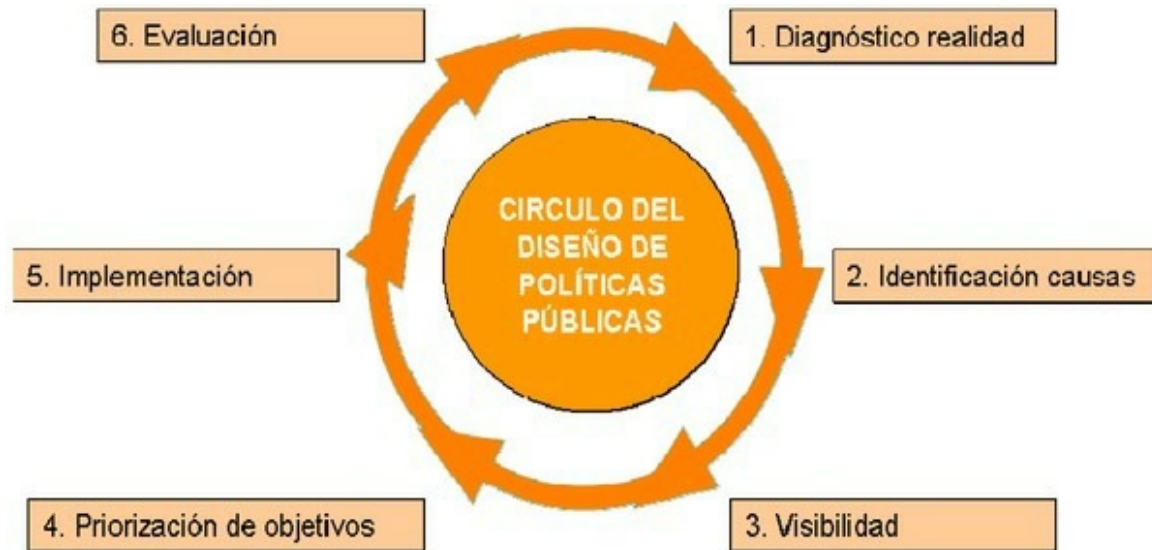 6. Evaluación
1. Diagnóstico realidad
CIRCULO DEL
DISEÑO DE
POLÍTICAS
PÚBLICAS
5. Implementación
2. Identificación causas
4. Priorización de objetivos
3. Visibilidad